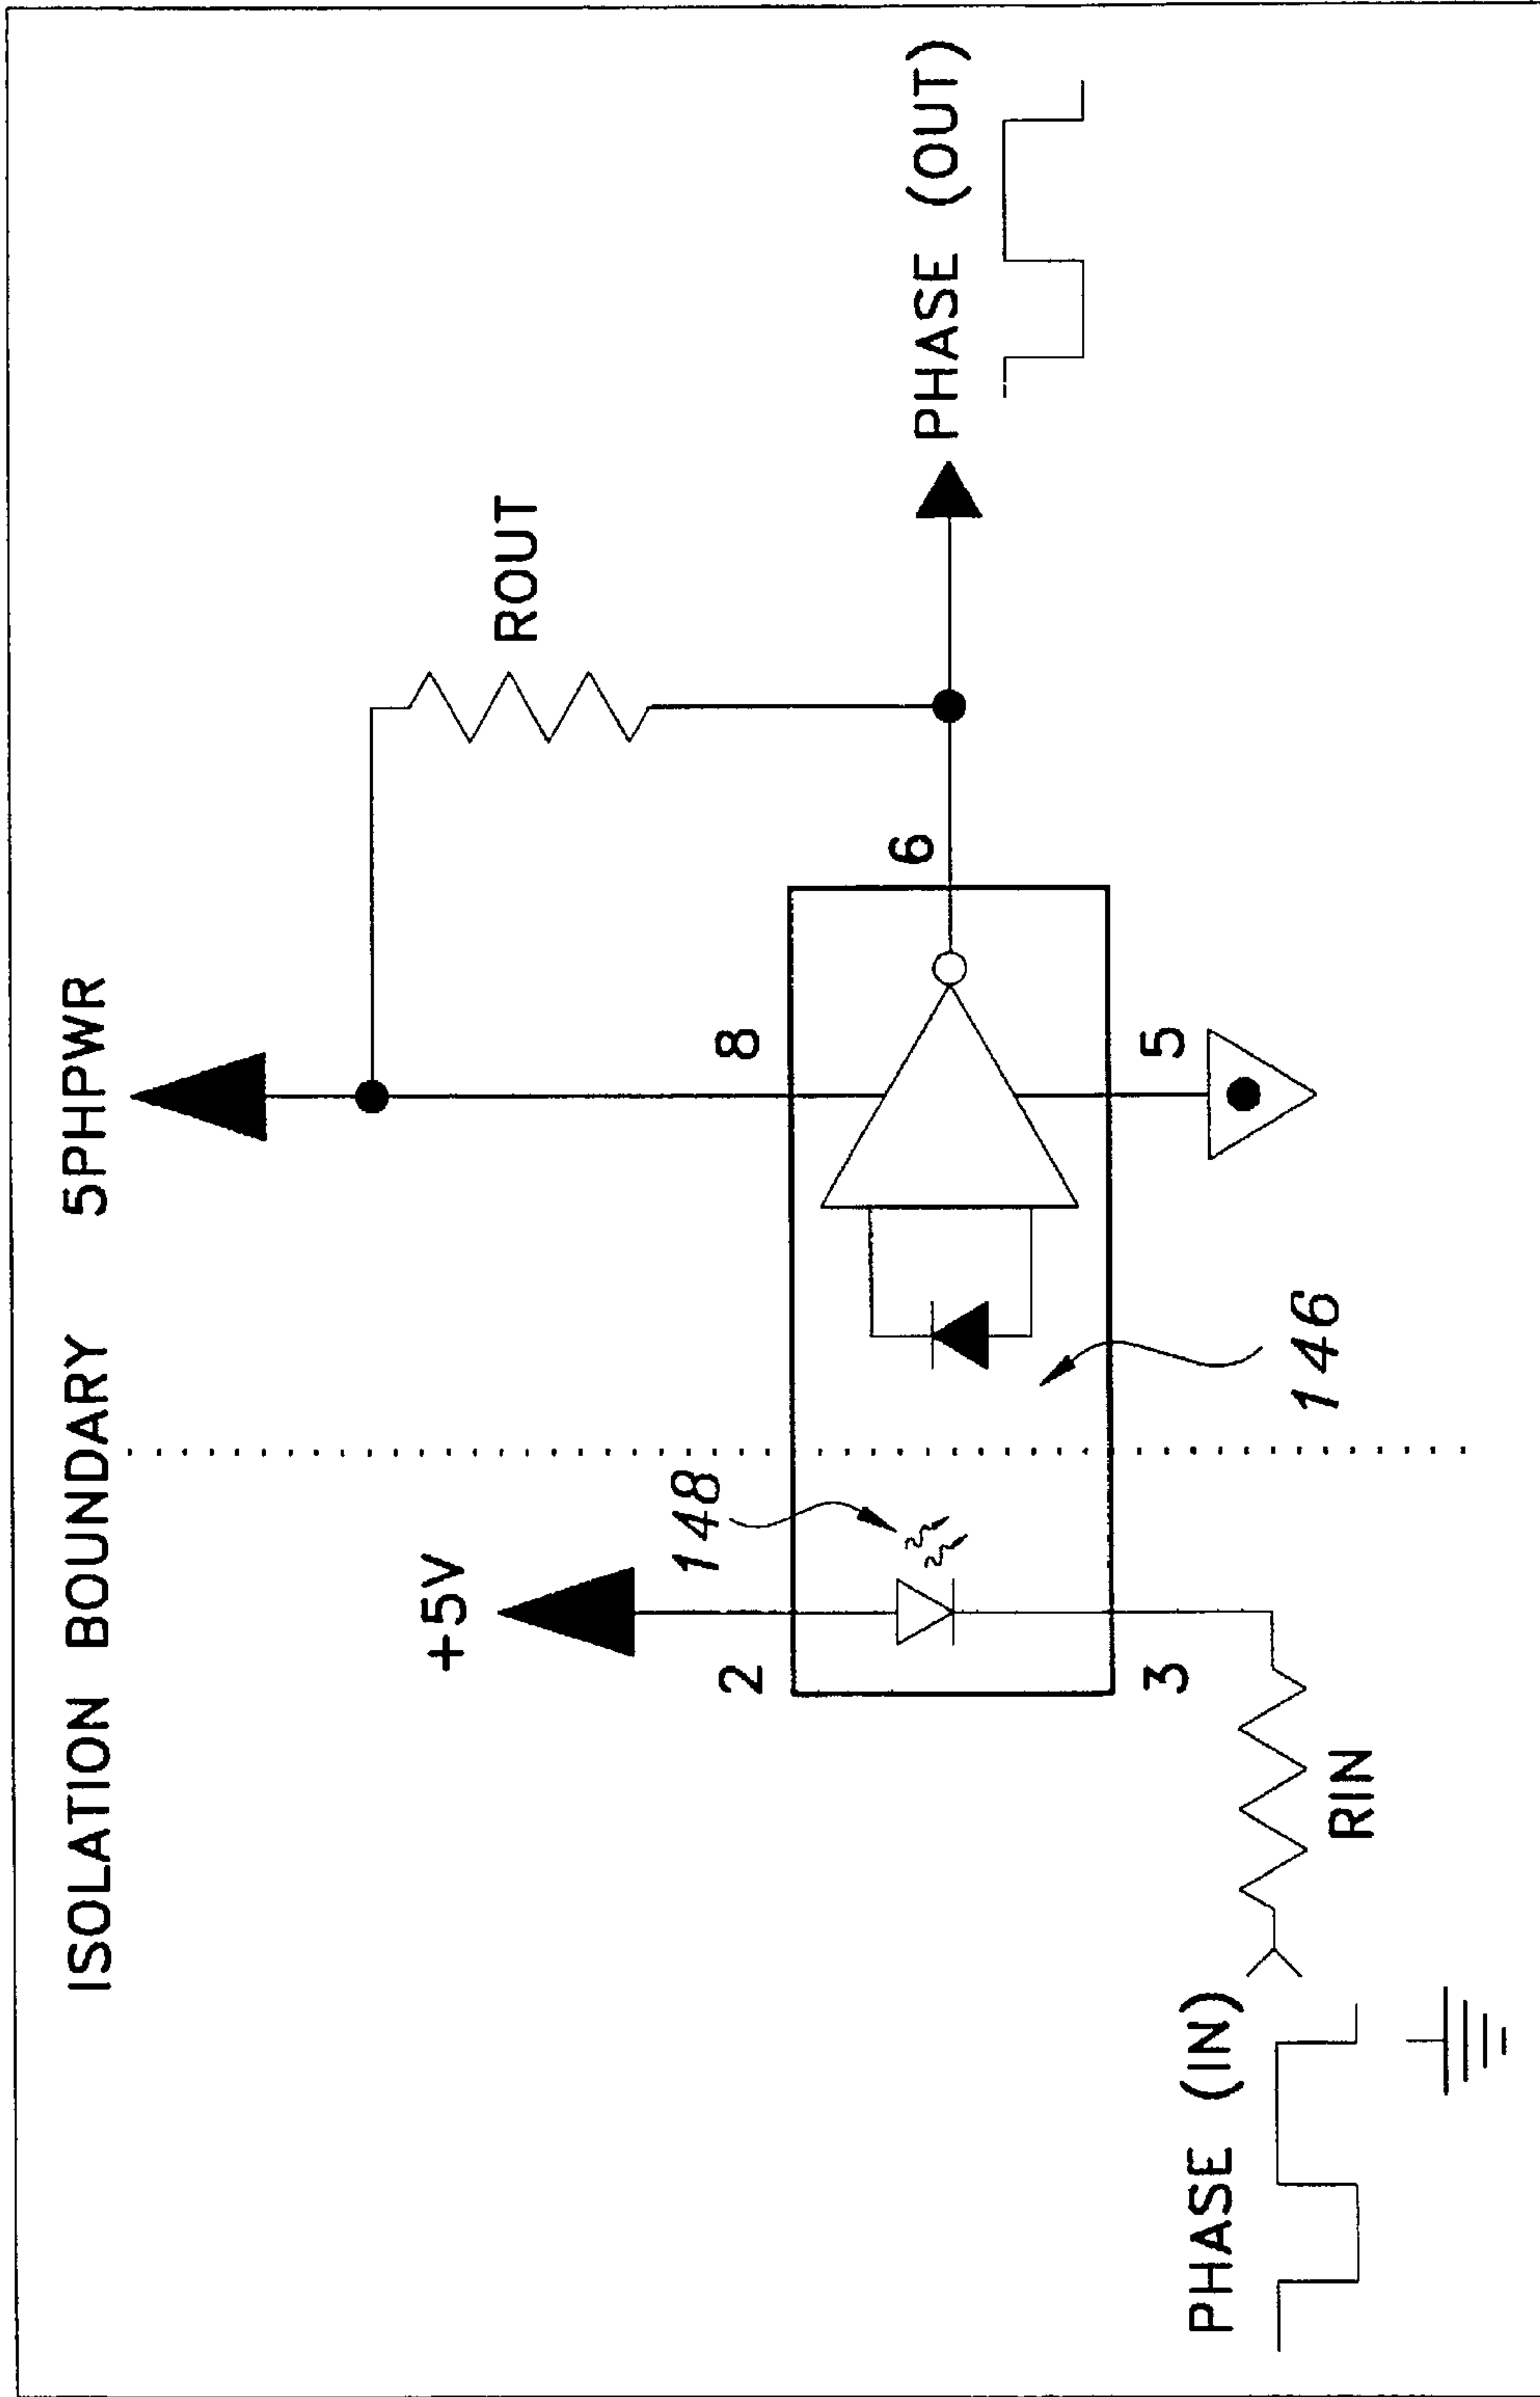 ISOLATION BOUNDARY
5PHPWR
+5V
ROUT
148
2
8
6
PHASE (OUT)
3
5
146
PHASE (IN)
RIN